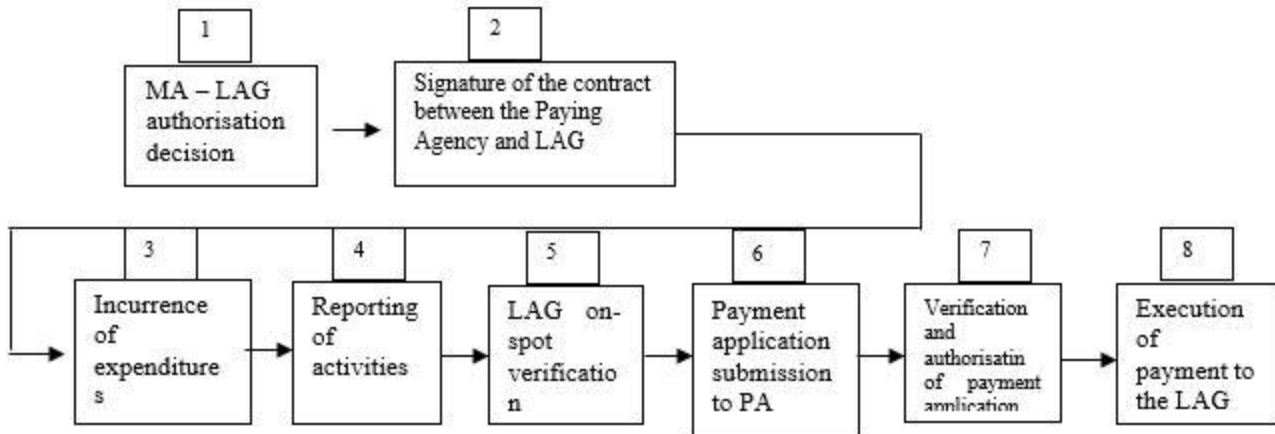 1
MA – LAG
authorisation
decision
2
Signature of the contract
between the Paying
Agency and LAG
3
Incurrence
of
expenditure
s
4
Reporting
of
activities
5
LAG on-
spot
verificatio
n
6
Payment
application
submission
to PA
7
Verification
and
authorisatin
of payment
application
8
Execution
of
payment to
the LAG